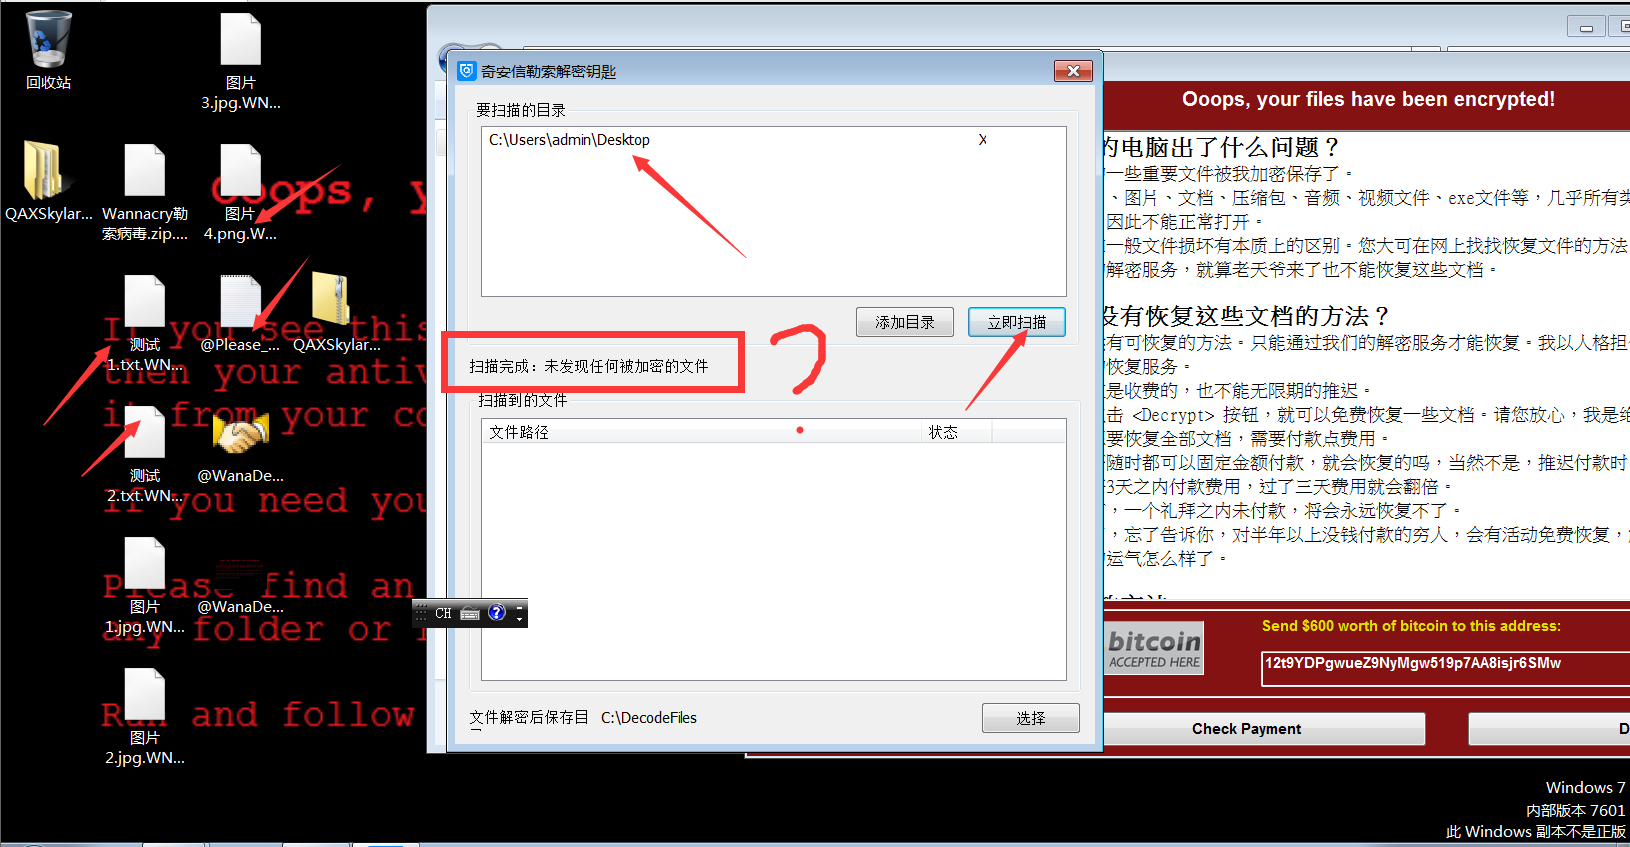 回收站
图片
3.jpg.WN...
QAXSkylar...
Wannacry勒
索病毒.zip....
图片
4.png.W...
测试
1.txt.WN...
@Please_...
QAXSkylar...
测试
2.txt.WN...
@WanaDe...
图片
1.jpg.WN...
@WanaDe...
图片
2.jpg.WN...
Ooops, y
If you see this
then your antiv
it from your co
If you need you
Please find an
any folder or
Run and follow
奇安信勒索解密钥匙
要扫描的目录
C:\Users\admin\Desktop X
添加目录 立即扫描
扫描完成：未发现任何被加密的文件
扫描到的文件
文件路径 状态
文件解密后保存目 C:\DecodeFiles
选择
CH
Ooops, your files have been encrypted!
的电脑出了什么问题？
一些重要文件被我加密保存了。
、图片、文档、压缩包、音频、视频文件、exe文件等，几乎所有类
因此不能正常打开。
一般文件损坏有本质上的区别。您大可在网上找找恢复文件的方法
解密服务，就算老天爷来了也不能恢复这些文档。
没有恢复这些文档的方法？
有可恢复的方法。只能通过我们的解密服务才能恢复。我以人格担
的恢复服务。
是收费的，也不能无限期的推迟。
击 <Decrypt> 按钮，就可以免费恢复一些文档。请您放心，我是绝
要恢复全部文档，需要付款点费用。
随时都可以固定金额付款，就会恢复的吗，当然不是，推迟付款时
3天之内付款费用，过了三天费用就会翻倍。
，一个礼拜之内未付款，将会永远恢复不了。
，忘了告诉你，对半年以上没钱付款的穷人，会有活动免费恢复，
运气怎么样了。
bitcoin
ACCEPTED HERE
Send $600 worth of bitcoin to this address:
12t9YDPgwueZ9NyMgw519p7AA8isjr6SMw
Check Payment
D
Windows 7
内部版本 7601
此 Windows 副本不是正版